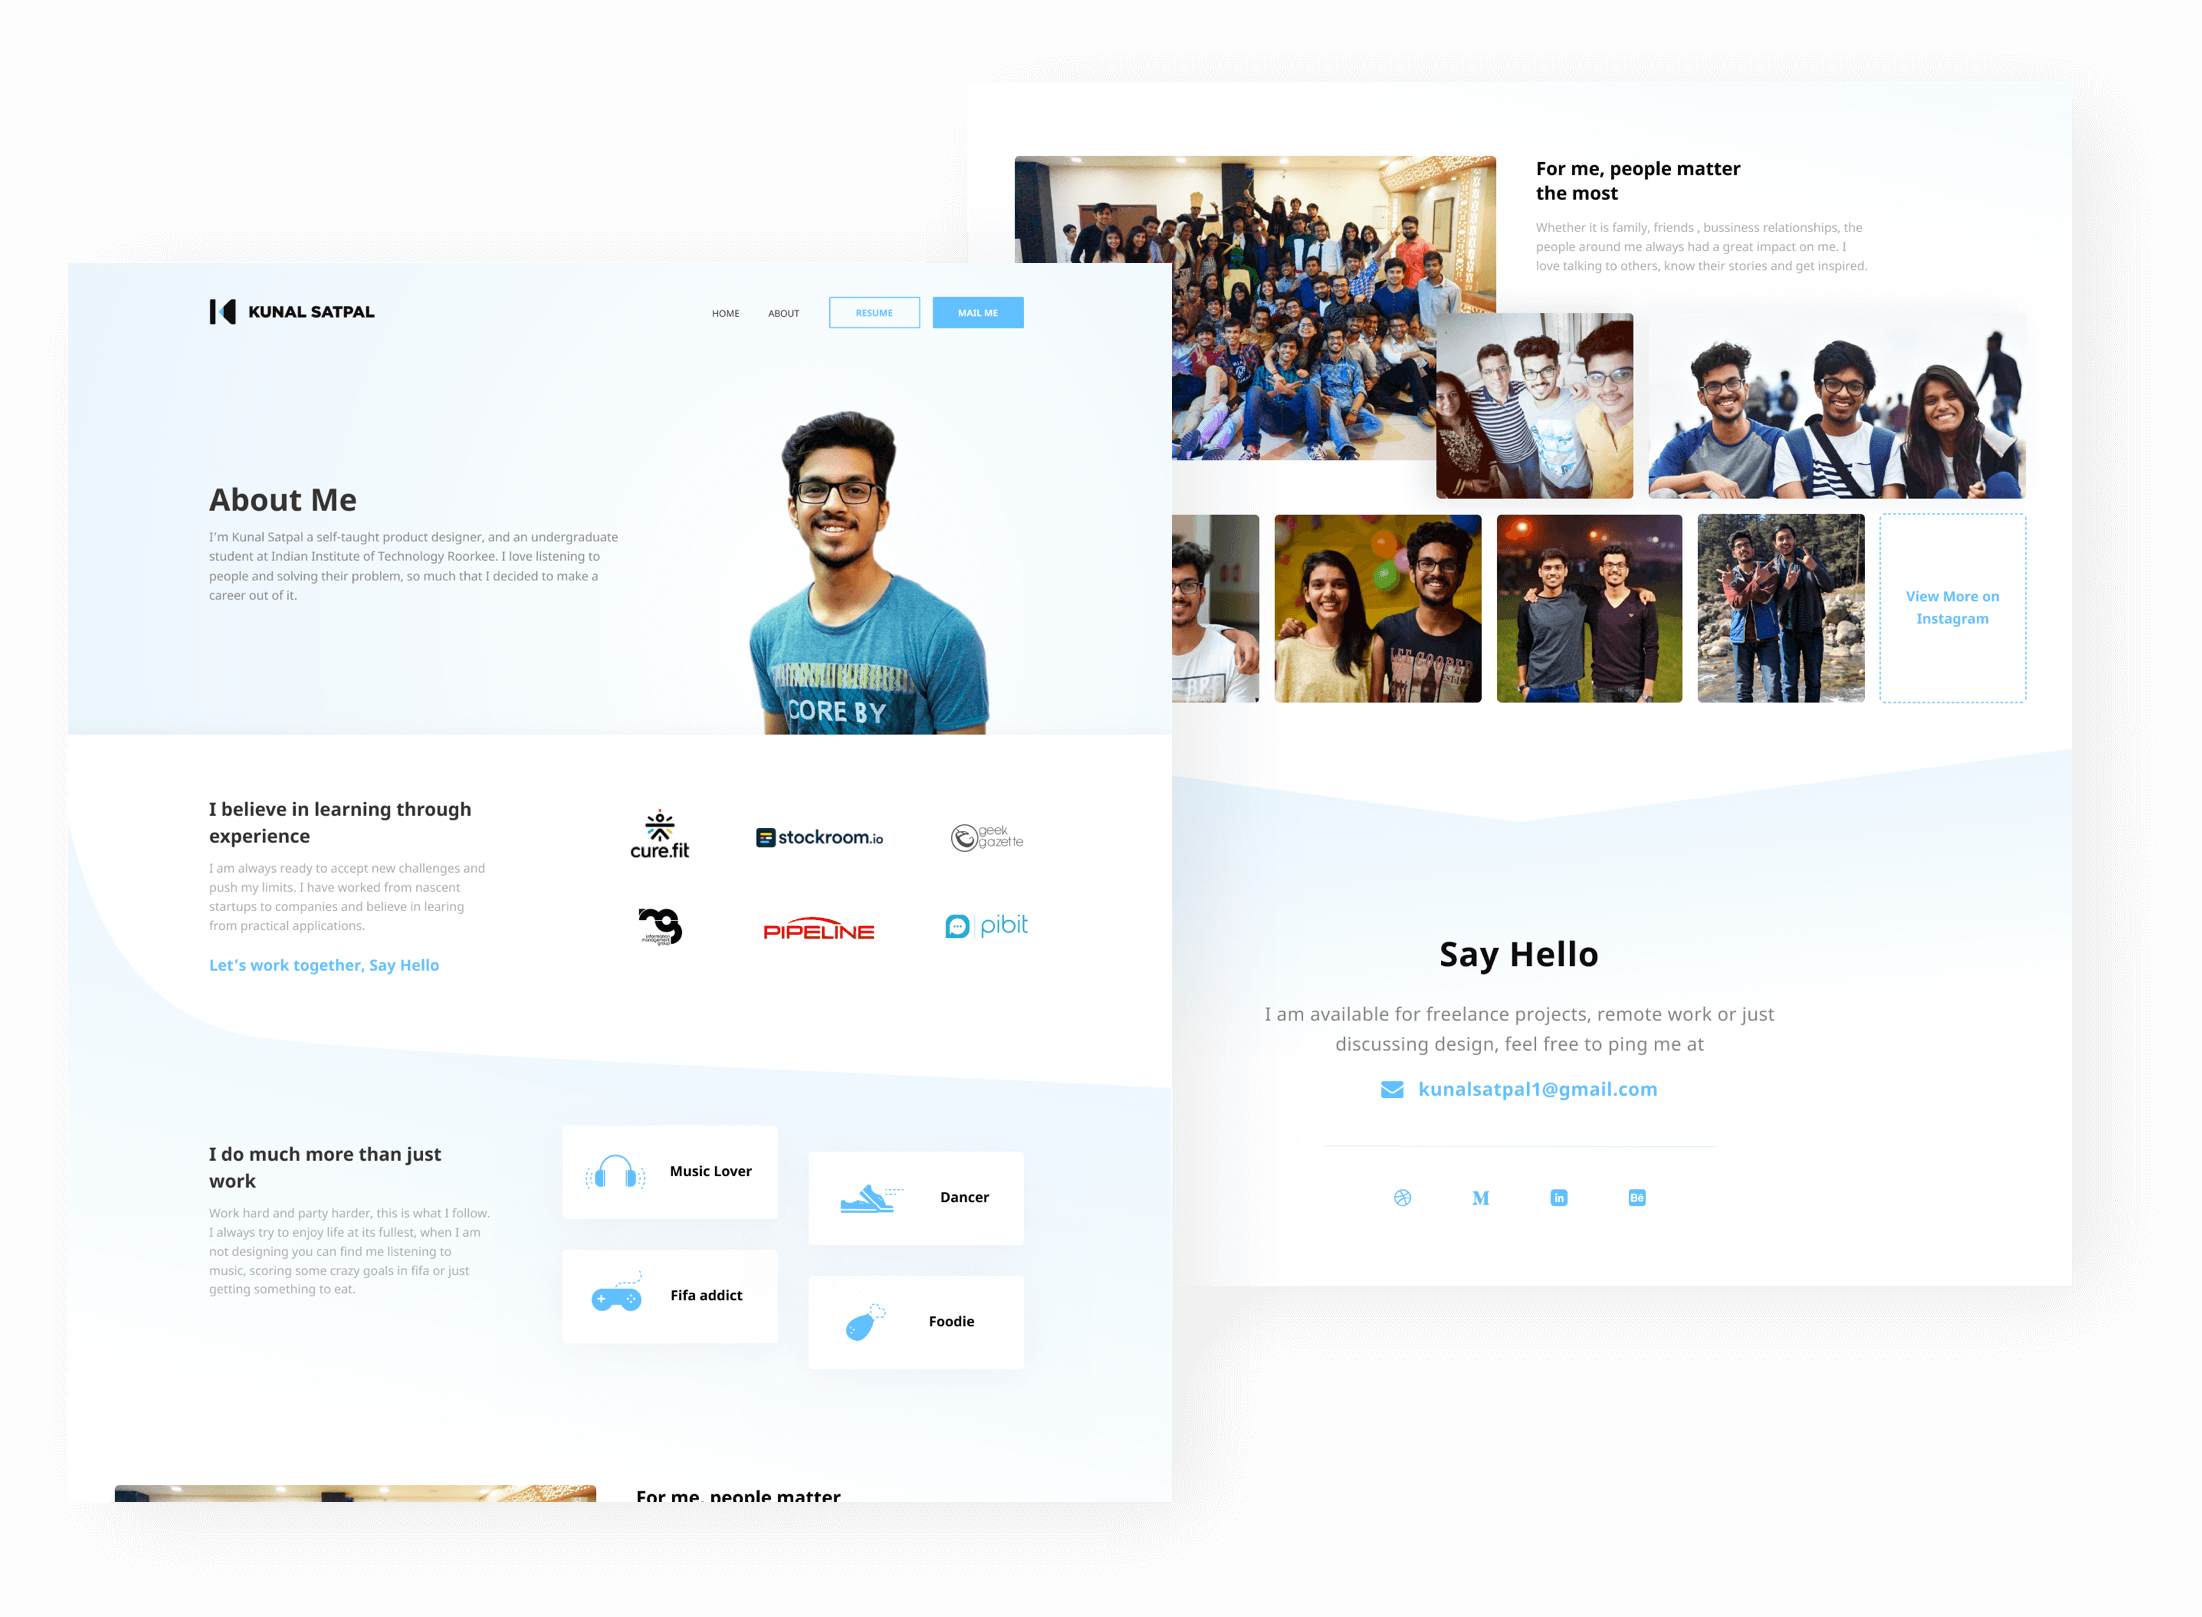 KUNAL SATPAL
HOME
ABOUT
RESUME
MAIL ME
About Me
I'm Kunal Satpal a self-taught product designer, and an undergraduate
student at Indian Institute of Technology Roorkee. I love listening to
people and solving their problem, so much that I decided to make a
career out of it.
CORE BY
I believe in learning through
experience
I am always ready to accept new challenges and
push my limits. I have worked from nascent
startups to companies and believe in learing
from practical applications.
Let's work together, Say Hello
cure.fit
stockroom.io
geek
gazette
information
management
group
PIPELINE
pibit
I do much more than just
work
Work hard and party harder, this is what I follow.
I always try to enjoy life at its fullest, when I am
not designing you can find me listening to
music, scoring some crazy goals in fifa or just
getting something to eat.
Music Lover
Dancer
Fifa addict
Foodie
For me, people matter
For me, people matter
the most
Whether it is family, friends , bussiness relationships, the
people around me always had a great impact on me. I
love talking to others, know their stories and get inspired.
LEE COOPER
View More on
Instagram
Say Hello
I am available for freelance projects, remote work or just
discussing design, feel free to ping me at
kunalsatpal1@gmail.com
M
in
Bē